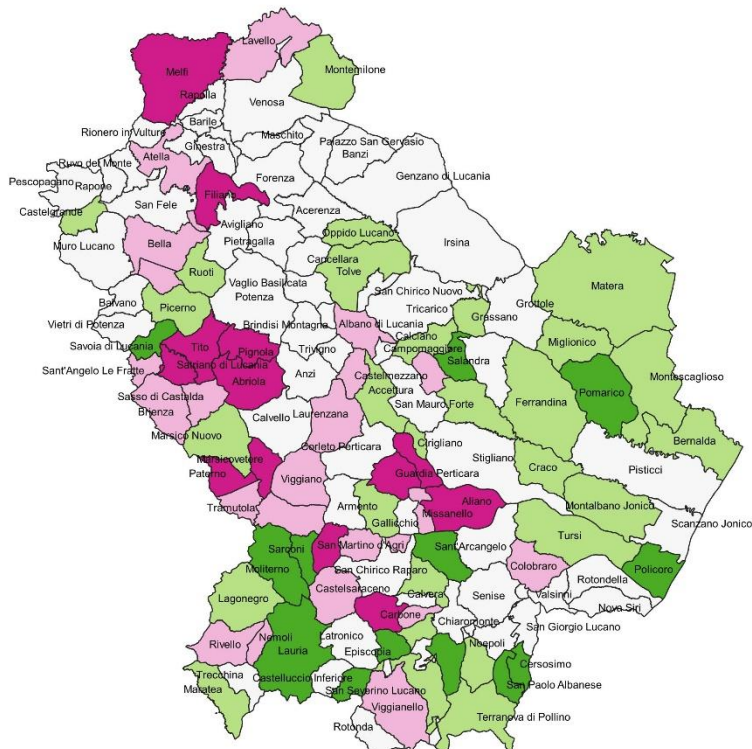 Lavello
Melfi
Montemilone
Rapolla
Venosa
Barile
Rionero in Vulture
Maschito
Ginestra
Palazzo San Gervasio
Atella
Banzi
Ruvo del Monte
Forenza
Genzano di Lucania
Pescopagano
Rapone
Filiano
San Fele
Acerenza
Castelgrande
Avigliano
Oppido Lucano
Pietragalla
Irsina
Muro Lucano
Bella
Cancellara
Ruoti
Tolve
Vaglio Basilicata
Matera
Potenza
San Chirico Nuovo
Balvano
Picerno
Tricarico
Grottole
Grassano
Vietri di Potenza
Brindisi Montagna
Albano di Lucania
Calciano
Miglionico
Savoia di Lucania
Tito
Pignola
Trivigno
Campomaggiore
Salandra
Satriano di Lucania
Sant'Angelo Le Fratte
Anzi
Castelmezzano
Montescaglioso
Abriola
Accettura
Pomarico
Sasso di Castalda
San Mauro Forte
Ferrandina
Brienza
Laurenzana
Calvello
Marsico Nuovo
Bernalda
Corleto Perticara
Cirigliano
Stigliano
Marsicovetere
Craco
Pisticci
Paterno
Guardia Perticara
Viggiano
Aliano
Armento
Missanello
Montalbano Jonico
Tramutola
Gallicchio
Scanzano Jonico
Tursi
Sarconi
San Martino d'Agri
Sant'Arcangelo
Moliterno
San Chirico Raparo
Colobraro
Policoro
Rotondella
Castelsaraceno
Calvera
Senise
Valsinni
Lagonegro
Carbone
Nova Siri
Chiaromonte
San Giorgio Lucano
Nemoli
Latronico
Rivello
Lauria
Episcopia
Noepoli
Cersosimo
Trecchina
Castelluccio Inferiore
San Paolo Albanese
Maratea
San Severino Lucano
Viggianello
Terranova di Pollino
Rotonda